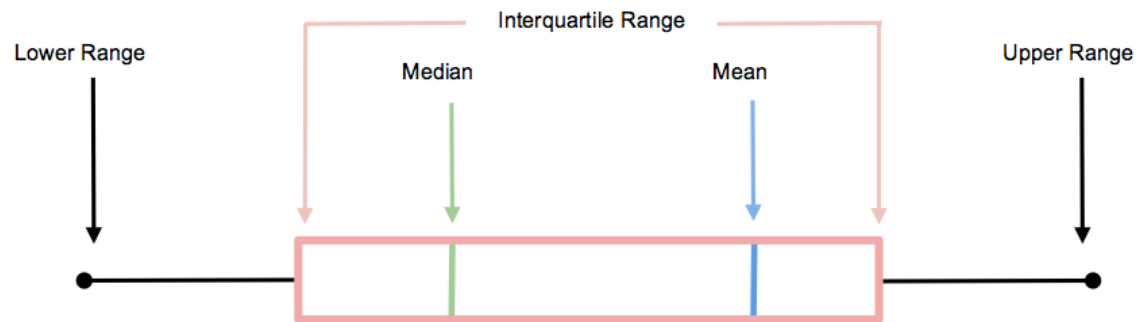 Interquartile Range
Lower Range
Median
Mean
Upper Range